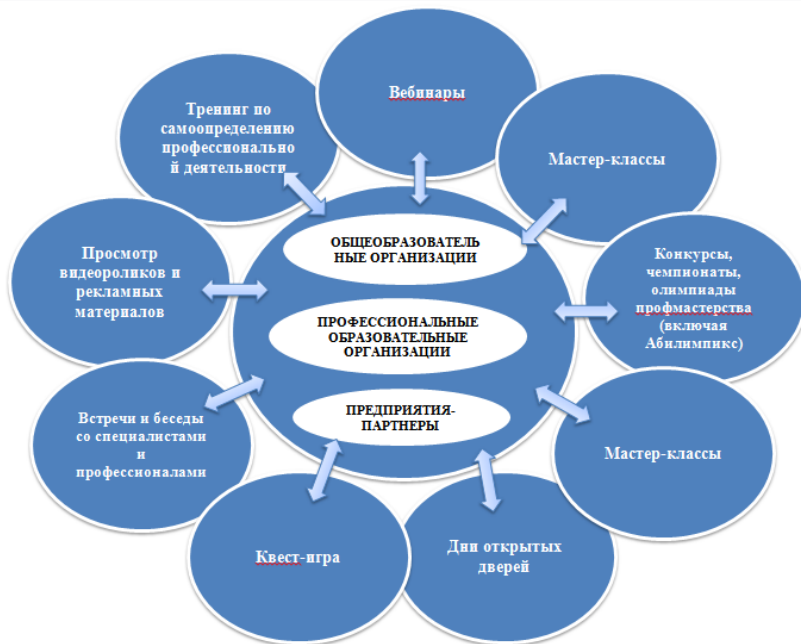 Вебинары
Мастер-классы
Конкурсы,
чемпионаты,
олимпиады
профмастерства
(включая
Абилимпикс)
Мастер-классы
Дни открытых
дверей
Квест-игра
Встречи и беседы
со специалистами
и
профессионалами
Просмотр
видеороликов и
рекламных
материалов
Тренинг по
самоопределению
профессионально
й деятельности
ОБЩЕОБРАЗОВАТЕЛЬ
НЫЕ ОРГАНИЗАЦИИ
ПРОФЕССИОНАЛЬНЫЕ
ОБРАЗОВАТЕЛЬНЫЕ
ОРГАНИЗАЦИИ
ПРЕДПРИЯТИЯ-
ПАРТНЕРЫ